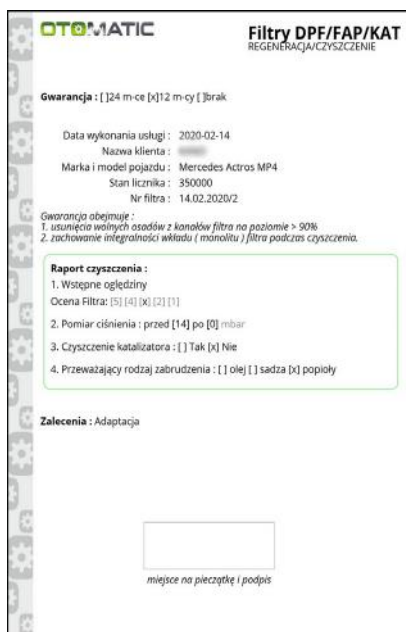 OTOMATIC
Filtry DPF/FAP/KAT
REGENERACJA/CZYSZCZENIE
Gwarancja : [ ]24 m-ce [x]12 m-cy [ ]brak
Data wykonania usługi : 2020-02-14
Nazwa klienta :
Marka i model pojazdu : Mercedes Actros MP4
Stan licznika : 350000
Nr filtra : 14.02.2020/2
Gwarancja obejmuje :
1. usunięcia wolnych osadów z kanałów filtra na poziomie > 90%
2. zachowanie integralności wkładu ( monolitu ) filtra podczas czyszczenia.
Raport czyszczenia :
1. Wstępne oględziny
Ocena Filtra: [5] [4] [x] [2] [1]
2. Pomiar ciśnienia : przed [14] po [0] mbar
3. Czyszczenie katalizatora : [ ] Tak [x] Nie
4. Przeważający rodzaj zabrudzenia : [ ] olej [ ] sadza [x] popioły
Zalecenia : Adaptacja
miejsce na pieczątkę i podpis